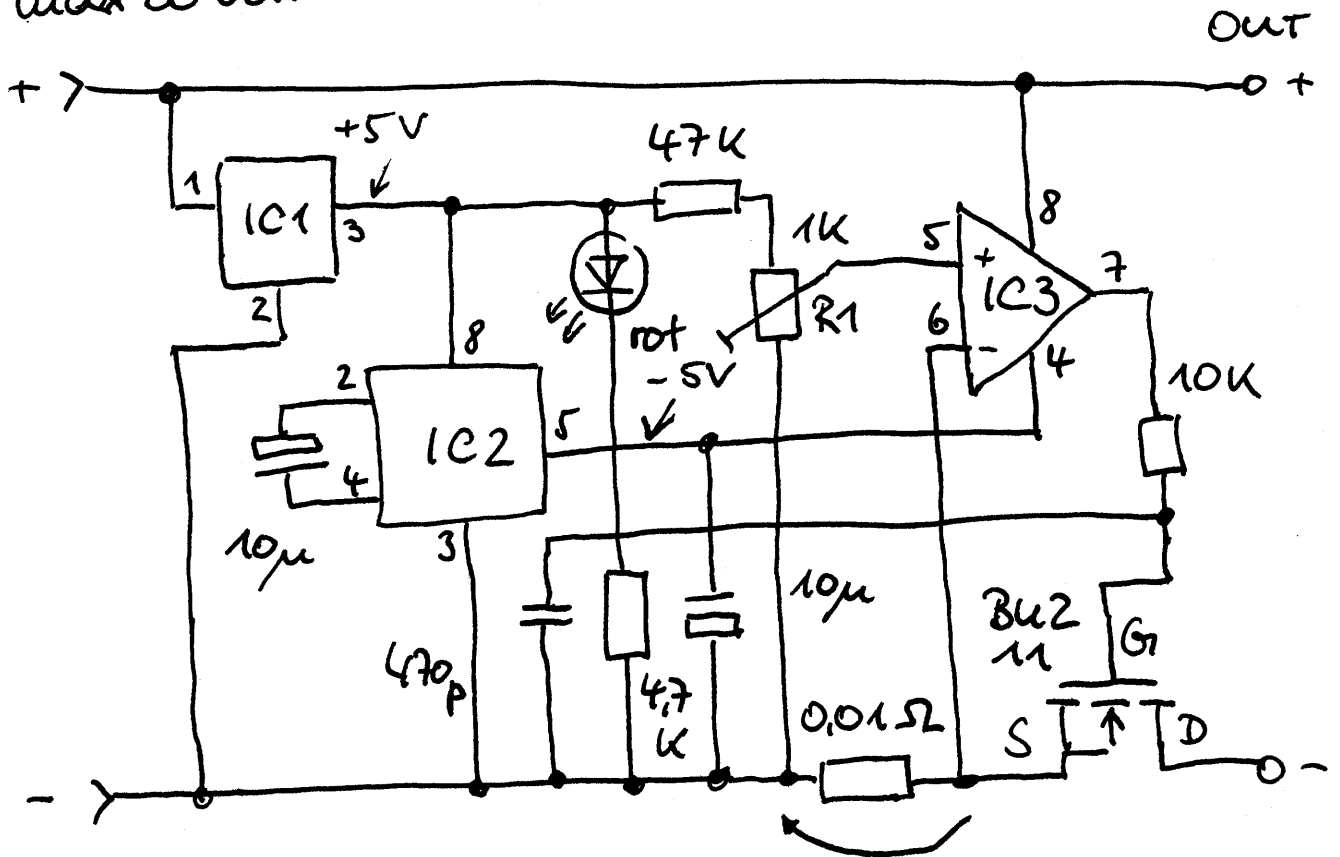 max
OUT
+ +
+5V
47K
1
IC1
3
1K
5
+
8
IC3
7
2
R1
6
-
4
rot
-5V
8
2
10K
IC2
5
4
10µ
3
10µ
BUZ
11
G
470p
4,7
K
0,01Ω
S
D
- -